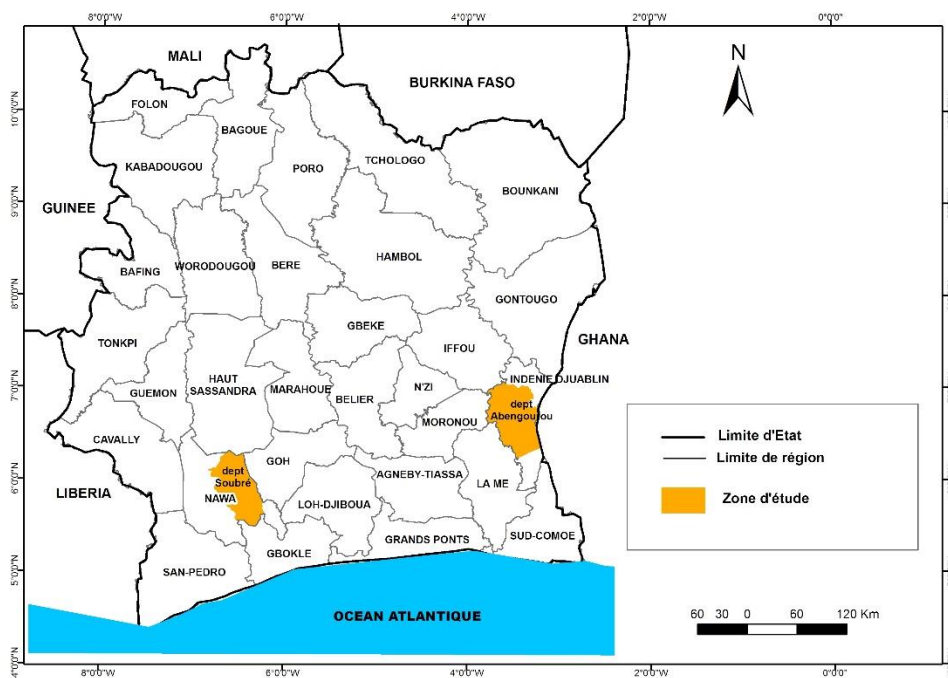 8°0'0"W 6°0'0"W 4°0'0"W 2°0'0"W 0°0'0"
MALI
BURKINA FASO
N
FOLON
BAGOUE
KABADOUGOU
PORO
TCHOLOGO
BOUNKANI
GUINEE
BAFING
WORODOUGOU
BERE
HAMBOL
GONTOUGO
TONKPI
GBEKE
IFFOU
GHANA
HAUT
SASSANDRA
GUEMON
MARAHOUE
BELIER
N'ZI
INDENIE DJUABLIN
dept
Abengourou
MORONOU
CAVALLY
GOH
dept
Soubré
NAWA
AGNEBY-TIASSA
LA ME
LIBERIA
LOH-DJIBOUA
GRANDS PONTS
SUD-COMOE
GBOKLE
SAN-PEDRO
OCEAN ATLANTIQUE
Limite d'Etat
Limite de région
Zone d'étude
60 30 0 60 120 Km
10°0'0"N
9°0'0"N
8°0'0"N
7°0'0"N
6°0'0"N
5°0'0"N
4°0'0"N
8°0'0"W 6°0'0"W 4°0'0"W 2°0'0"W 0°0'0"